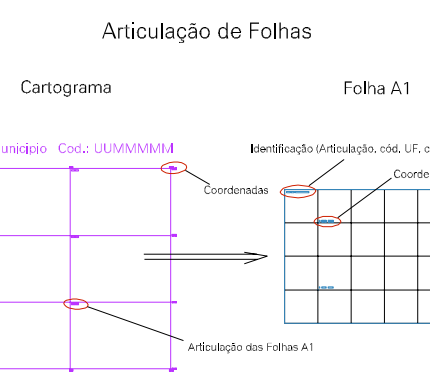 Articulação de Folhas
Cartograma
Folha A1
unicipio Cod.: UUMMMMM
Identificação (Articulação, cód, UF, c
Coorde
Coordenadas
Articulação das Folhas A1